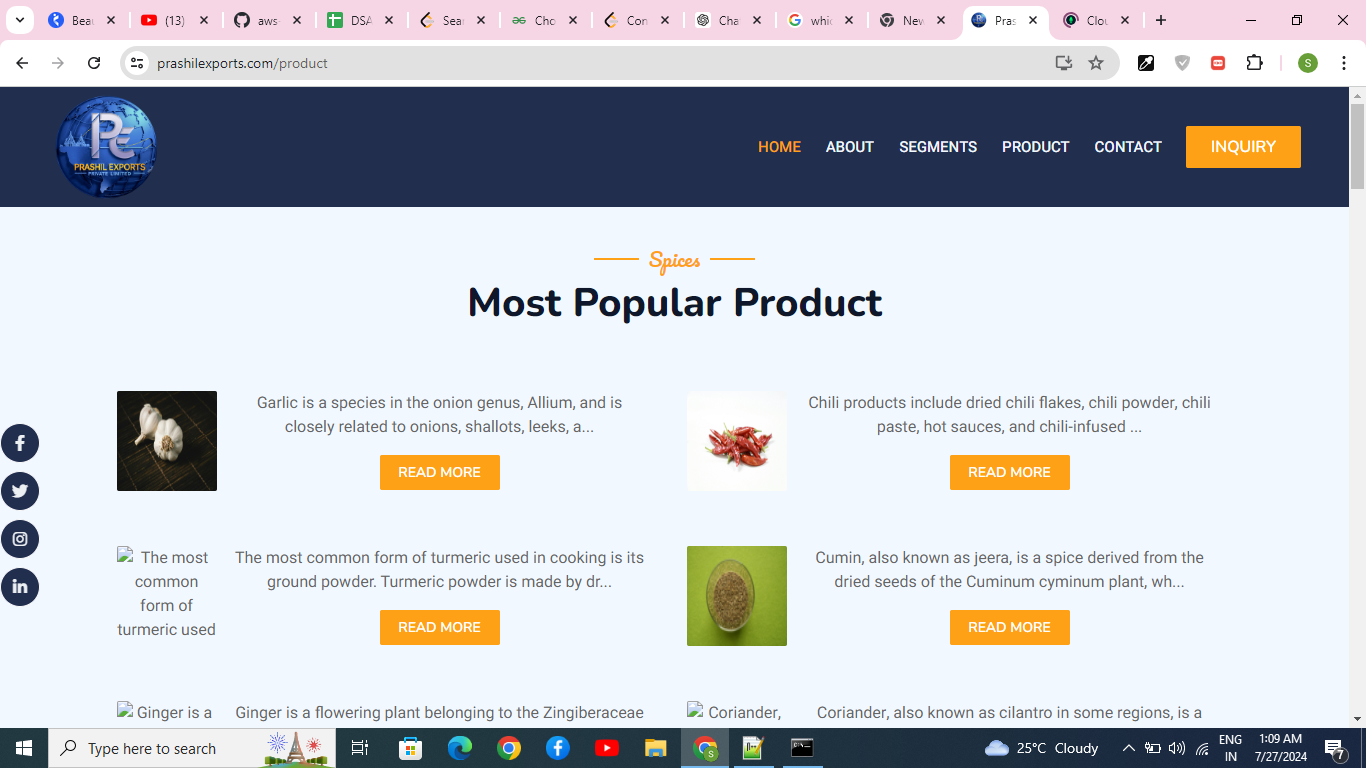 Beau
(13)
aws-
DSA
Sear
Cho
Con
Cha
whic
New
Pras
Clou
prashilexports.com/product
S
PE
PRASHIL EXPORTS
PRIVATE LIMITED
HOME
ABOUT
SEGMENTS
PRODUCT
CONTACT
INQUIRY
Spices
Most Popular Product
Garlic is a species in the onion genus, Allium, and is
closely related to onions, shallots, leeks, a...
READ MORE
Chili products include dried chili flakes, chili powder, chili
paste, hot sauces, and chili-infused ...
READ MORE
The most
common
form of
turmeric used
The most common form of turmeric used in cooking is its
ground powder. Turmeric powder is made by dr...
READ MORE
Cumin, also known as jeera, is a spice derived from the
dried seeds of the Cuminum cyminum plant, wh...
READ MORE
Ginger is a
Ginger is a flowering plant belonging to the Zingiberaceae
Coriander,
Coriander, also known as cilantro in some regions, is a
Type here to search
25°C Cloudy
ENG
IN
1:09 AM
7/27/2024
7